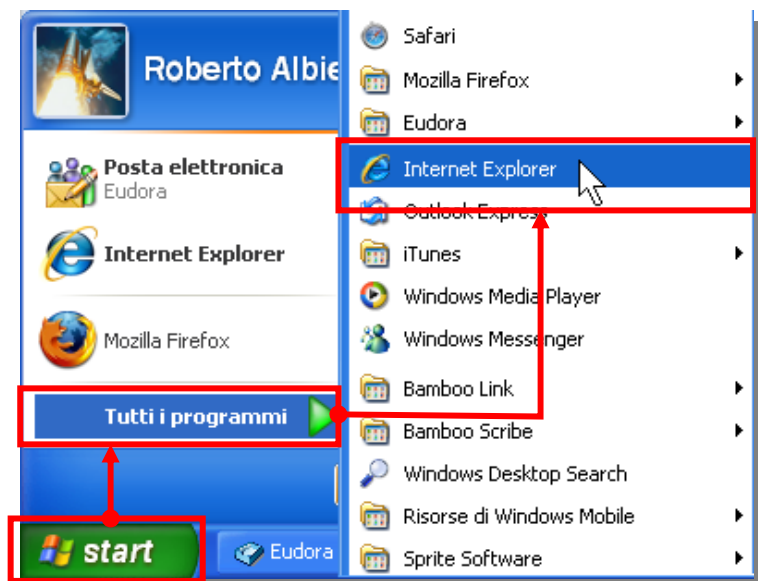 Roberto Albie
Posta elettronica
Eudora
Internet Explorer
Mozilla Firefox
Tutti i programmi
start
Eudora
Safari
Mozilla Firefox
Eudora
Internet Explorer
Outlook Express
iTunes
Windows Media Player
Windows Messenger
Bamboo Link
Bamboo Scribe
Windows Desktop Search
Risorse di Windows Mobile
Sprite Software